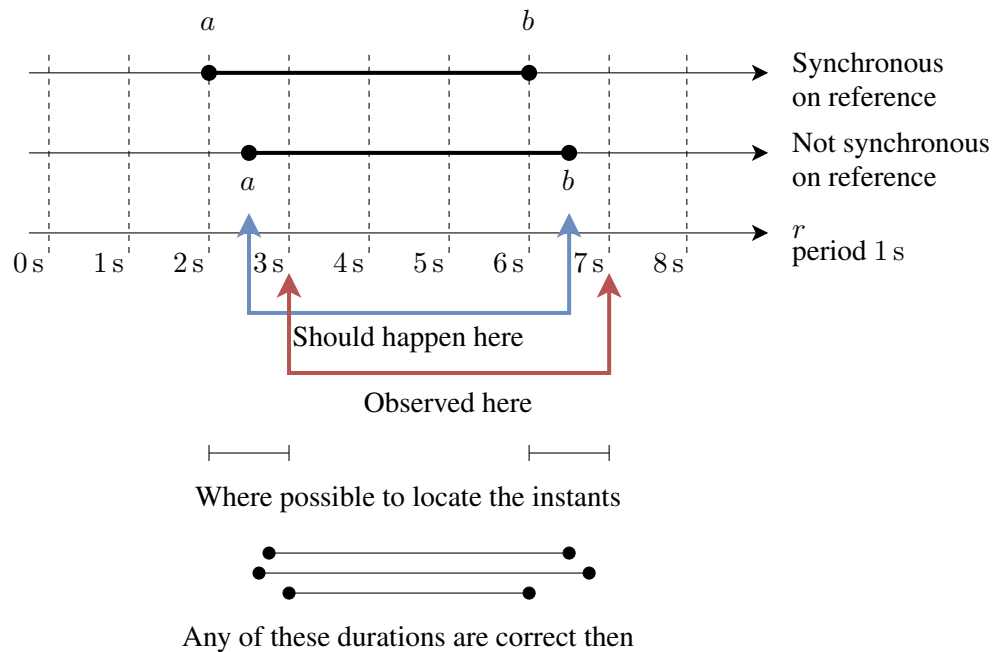 a b
Synchronous
on reference
Not synchronous
on reference
a b
r
period 1 s
0 s 1 s 2 s 3 s 4 s 5 s 6 s 7 s 8 s
Should happen here
Observed here
Where possible to locate the instants
Any of these durations are correct then